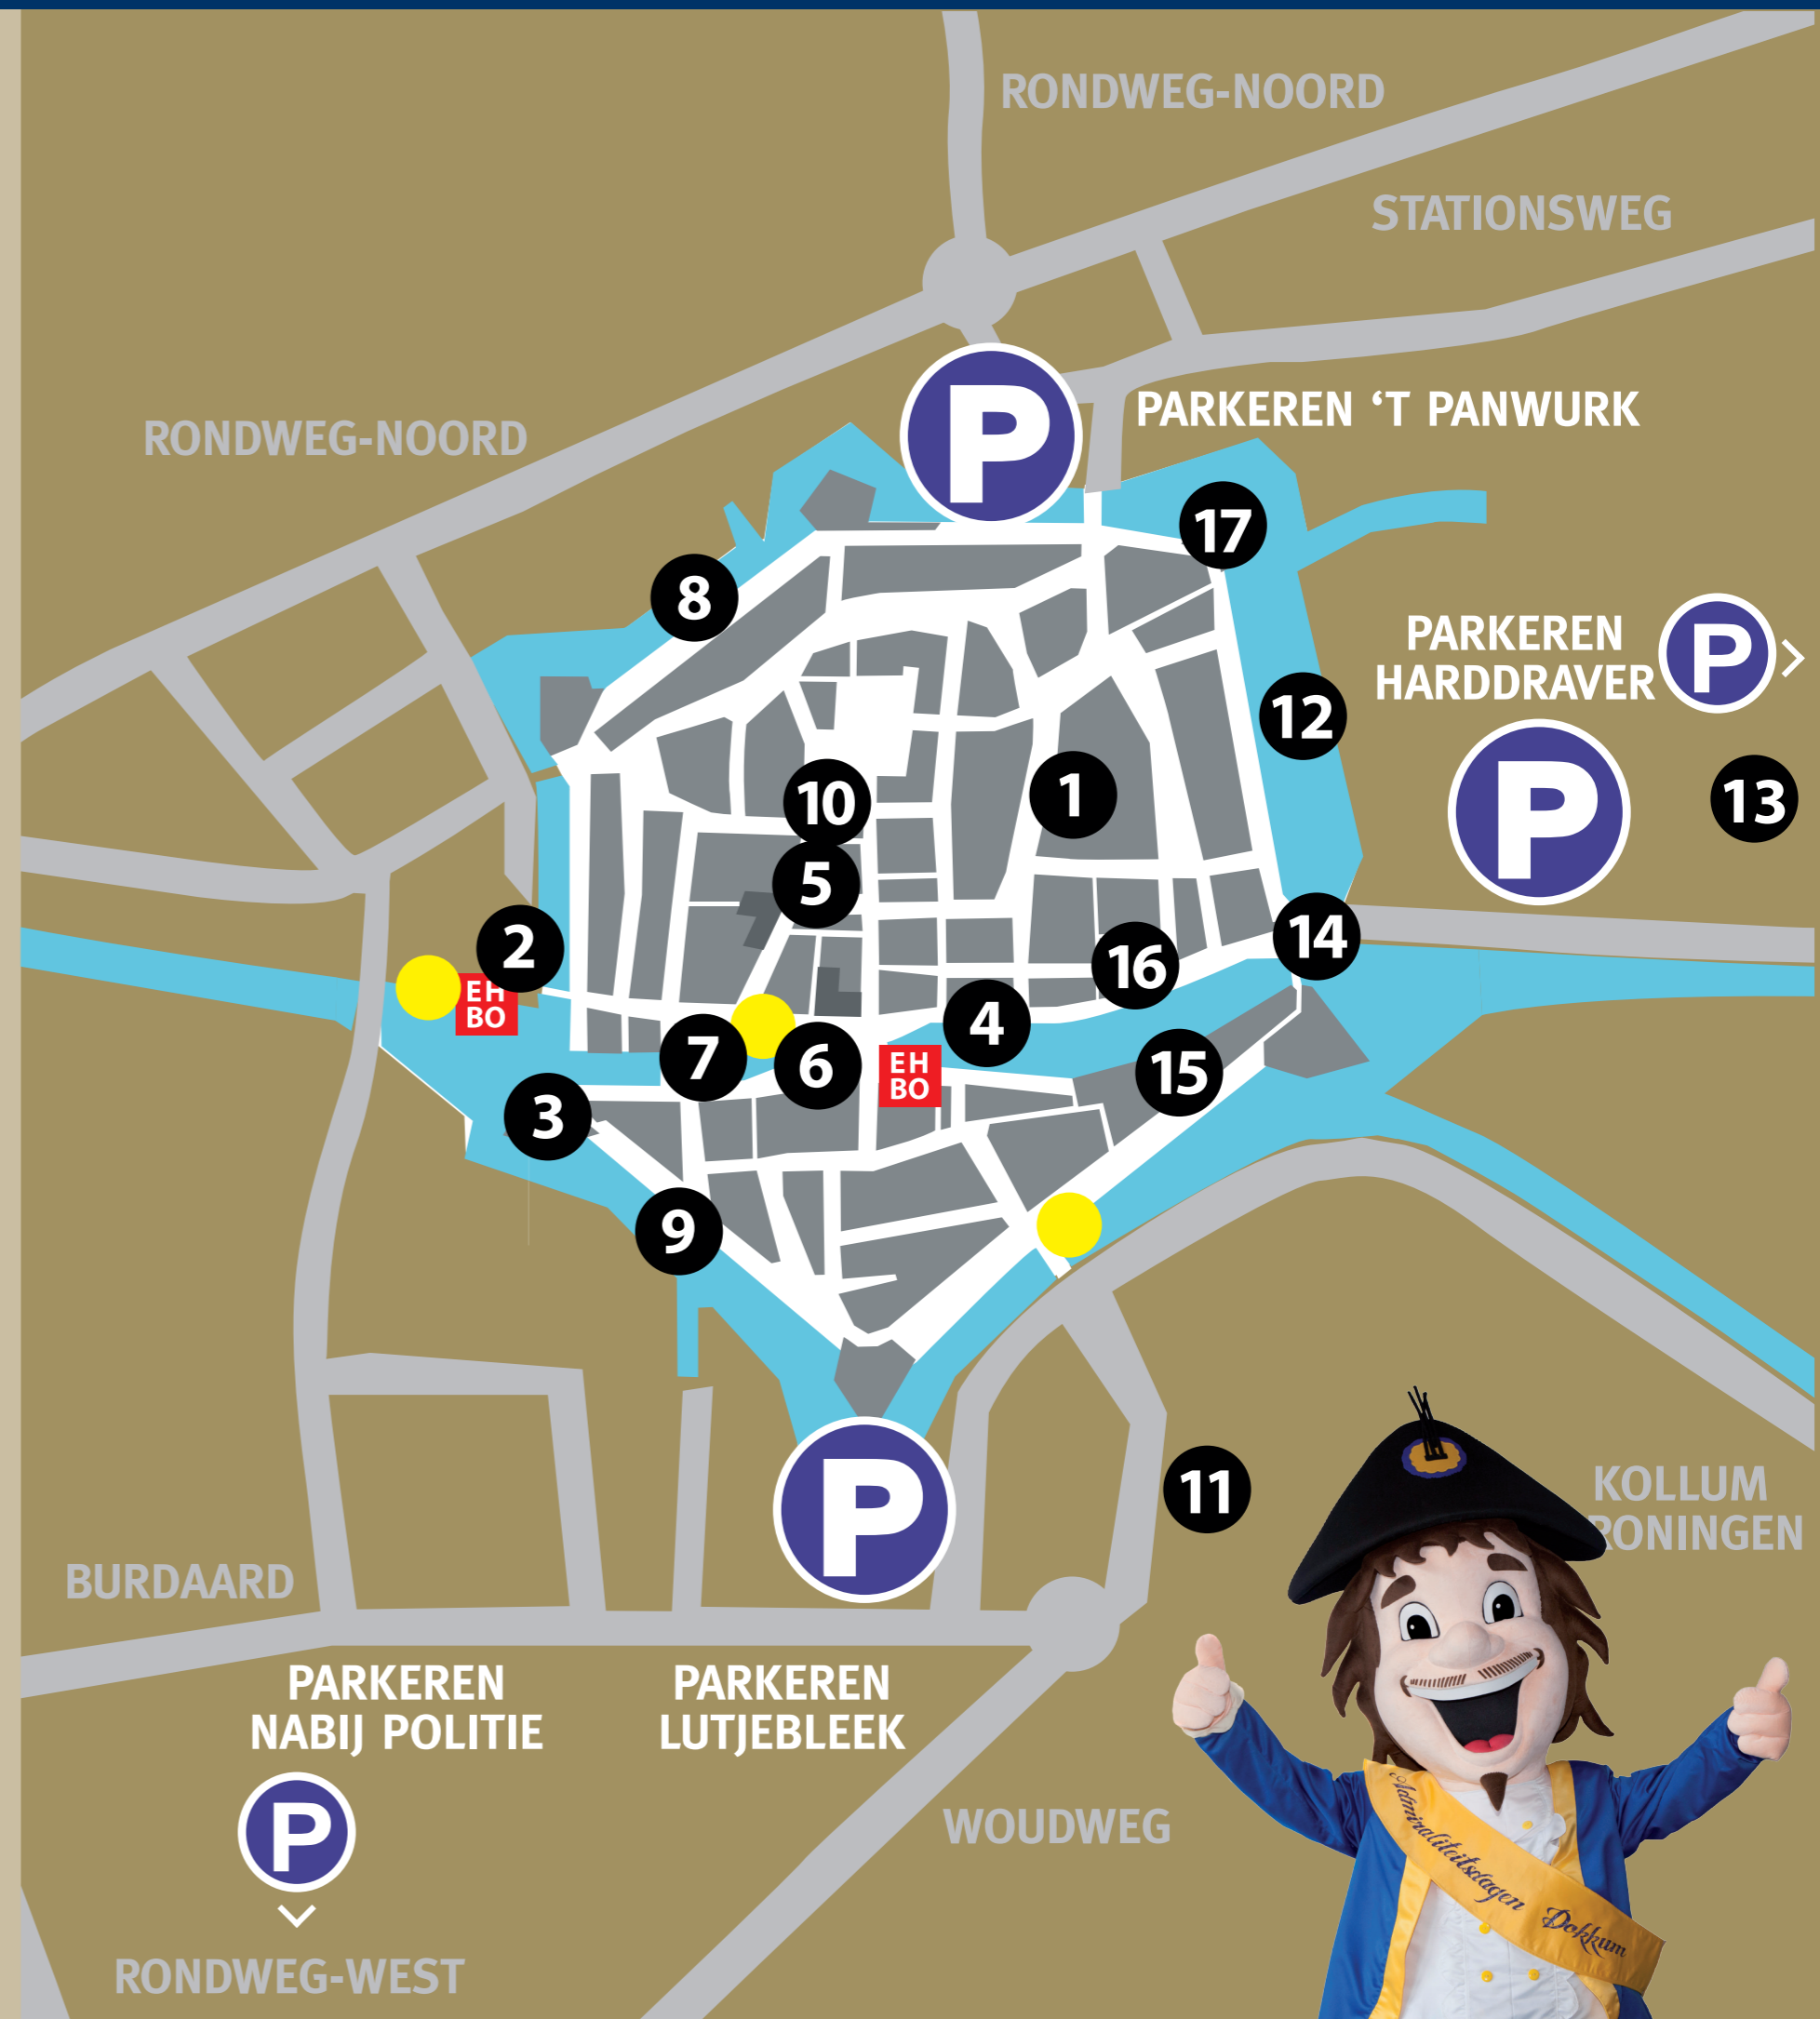 RONDWEG-NOORD
STATIONSWEG
P
PARKEREN ‘T PANWURK
RONDWEG-NOORD
17
8
PARKEREN
HARDDRAVER
P
12
10
1
P
13
5
2
14
16
EH
BO
4
7
6
EH
BO
15
3
9
P
11
KOLLUM
RONINGEN
BURDAARD
PARKEREN
NABIJ POLITIE
PARKEREN
LUTJEBLEEK
P
WOUDWEG
Admiraliteitsdagen Dokkum
RONDWEG-WEST